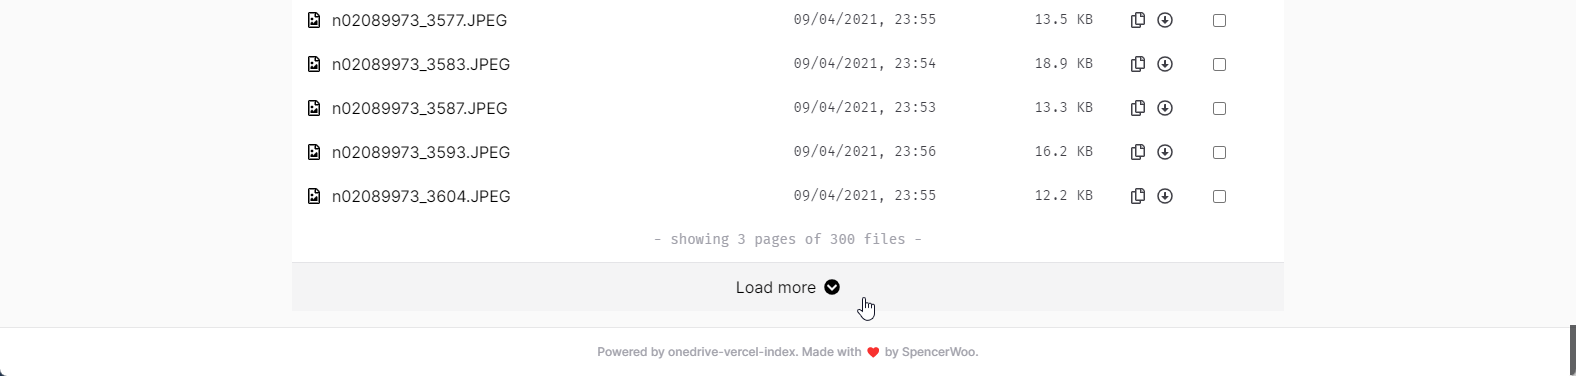 n02089973_3577.JPEG 09/04/2021, 23:55 13.5 KB
n02089973_3583.JPEG 09/04/2021, 23:54 18.9 KB
n02089973_3587.JPEG 09/04/2021, 23:53 13.3 KB
n02089973_3593.JPEG 09/04/2021, 23:56 16.2 KB
n02089973_3604.JPEG 09/04/2021, 23:55 12.2 KB
- showing 3 pages of 300 files -
Load more
Powered by onedrive-vercel-index. Made with ❤ by SpencerWoo.